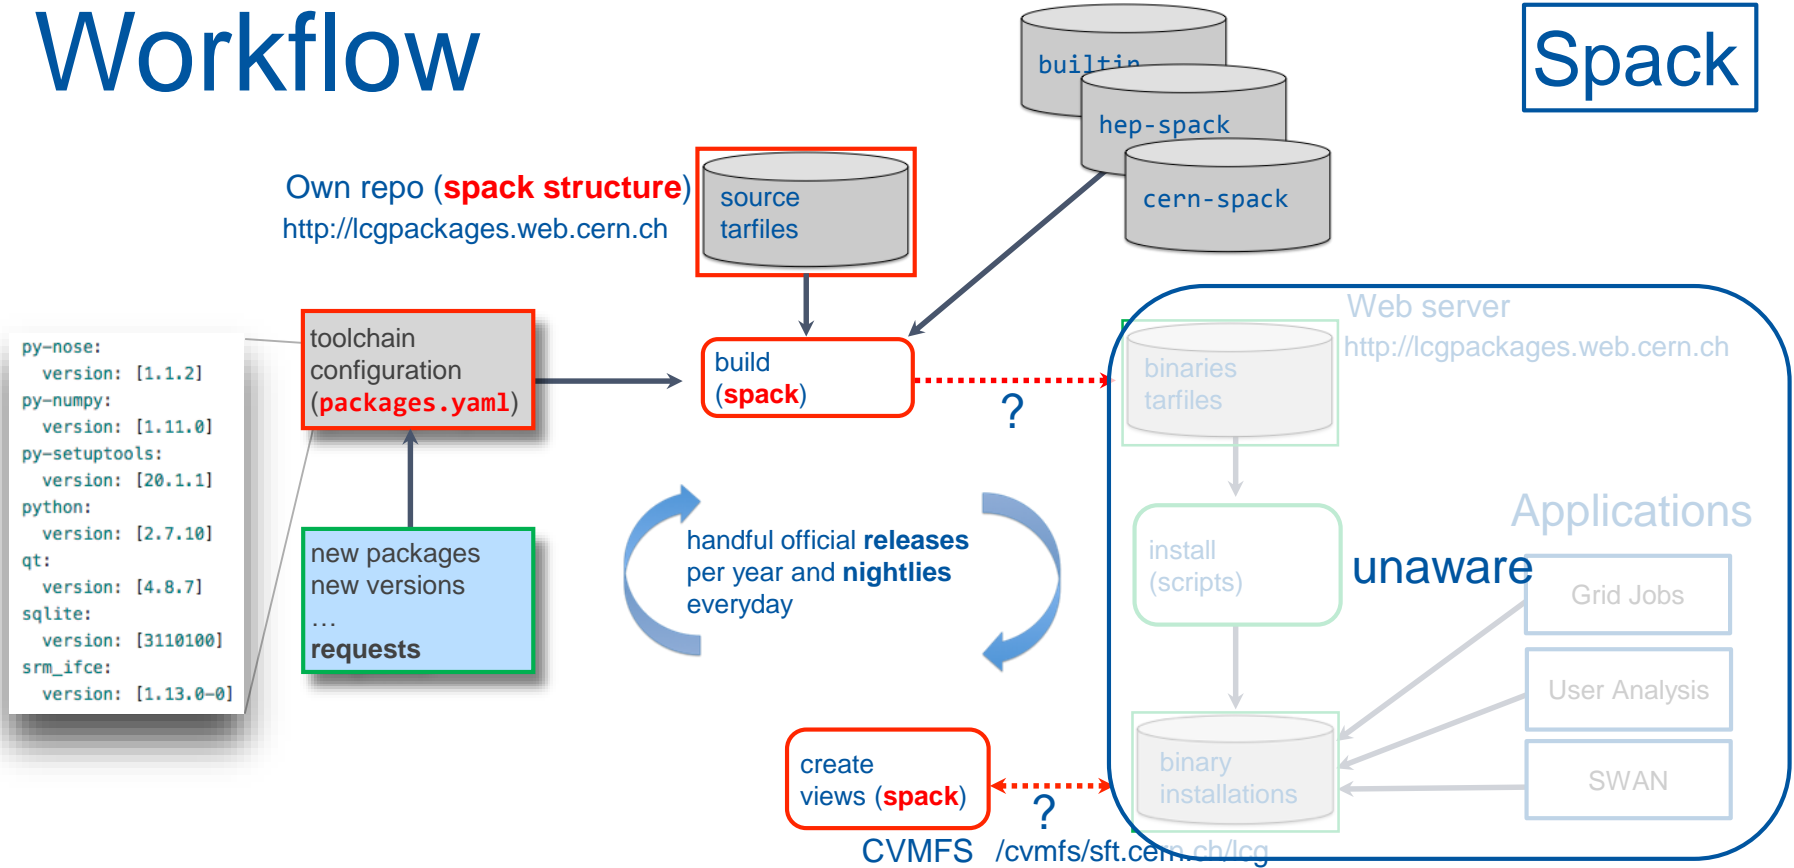 Workflow
Spack
builtin
hep-spack
cern-spack
Own repo (spack structure)
http://lcgpackages.web.cern.ch
source
tarfiles
py-nose:
version: [1.1.2]
py-numpy:
version: [1.11.0]
py-setuptools:
version: [20.1.1]
python:
version: [2.7.10]
qt:
version: [4.8.7]
sqlite:
version: [3110100]
srm_ifce:
version: [1.13.0-0]
toolchain
configuration
(packages.yaml)
new packages
new versions
…
requests
build
(spack)
?
handful official releases
per year and nightlies
everyday
Web server
http://lcgpackages.web.cern.ch
binaries
tarfiles
install
(scripts)
unaware
Applications
Grid Jobs
User Analysis
SWAN
binary
installations
create
views (spack)
?
CVMFS /cvmfs/sft.cern.ch/lcg